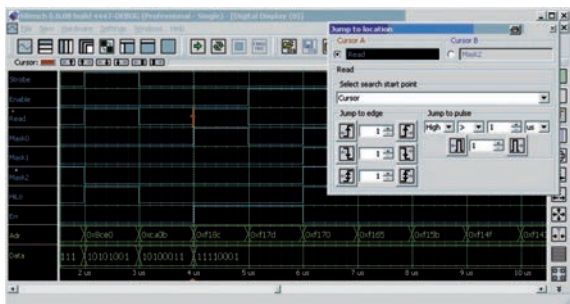 Jump to location
Cursor A
Cursor B
Read
Mask2
Read
Select search start point
Cursor
Jump to edge
Jump to pulse
1
High
>
1
us
1
1
1
Cursor:
Strobe
Enable
Read
Mask0
Mask1
Mask2
Err
Adr
0x8ce0
0xca0b
0xf18c
0xf17d
0xf170
0xf165
0xf15b
0xf14f
Data
111
10101001
10100011
11110001
2 us
3 us
4 us
5 us
6 us
7 us
8 us
9 us
10 us